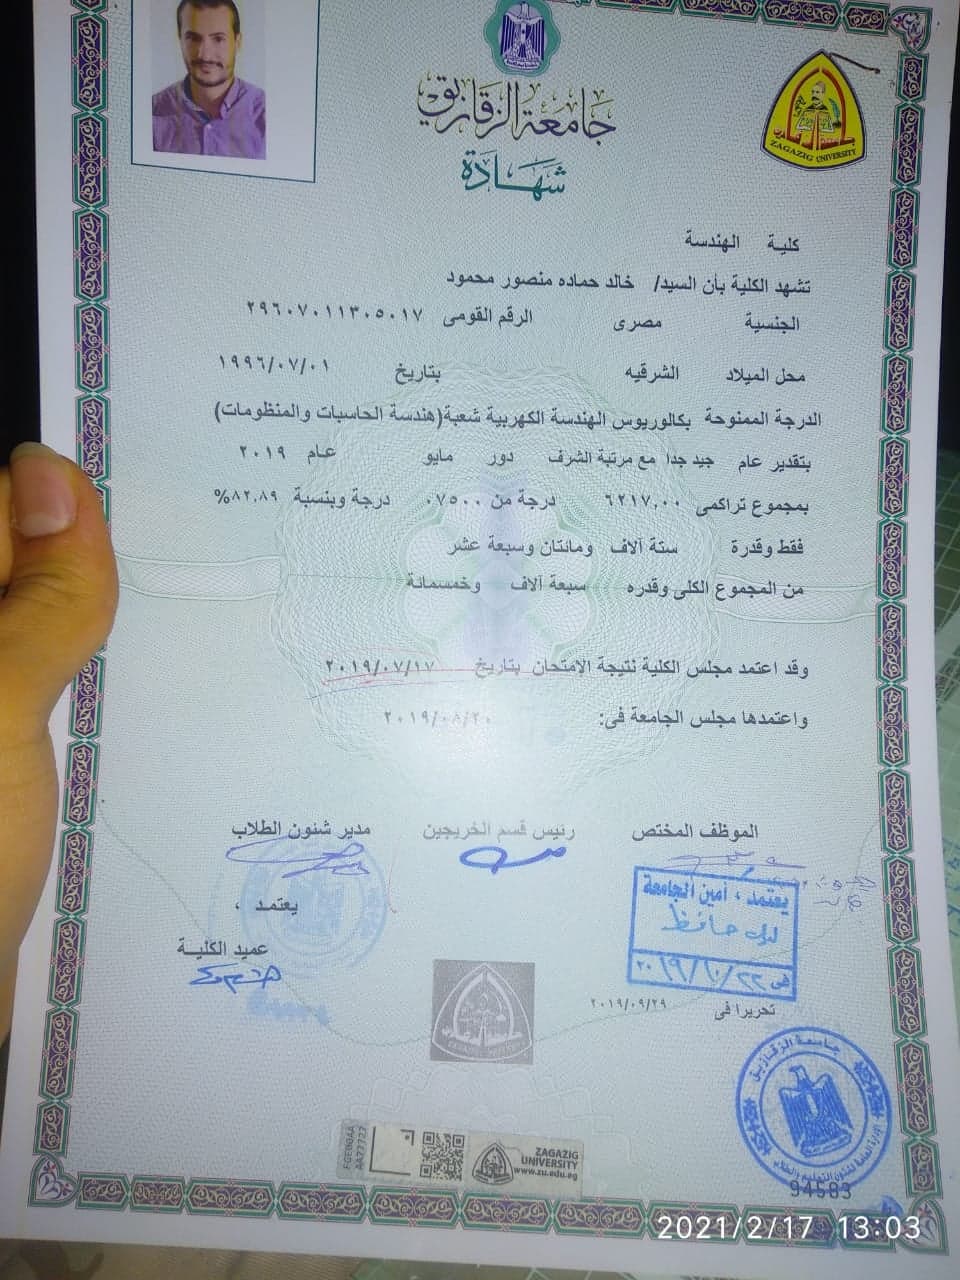 جامعة الزقازيق
ZAGAZIG UNIVERSITY
شهادة
كلية الهندسة
تشهد الكلية بأن السيد/ خالد حماده منصور محمود
الجنسية مصرى الرقم القومى ٢٩٦٠٧٠١١٣٠٥٠١٧
محل الميلاد الشرقيه بتاريخ ١٩٩٦/٠٧/٠١
الدرجة الممنوحة بكالوريوس الهندسة الكهربية شعبة(هندسة الحاسبات والمنظومات)
بتقدير عام جيد جدا مع مرتبة الشرف دور مايو عام ٢٠١٩
بمجموع تراكمى ٦٢١٧.٠٠ درجة من ٠٧٥٠٠ درجة وبنسبة ٨٢.٨٩%
فقط وقدرة ستة آلاف ومائتان وسبعة عشر
من المجموع الكلى وقدره سبعة آلاف وخمسمائة
وقد اعتمد مجلس الكلية نتيجة الامتحان بتاريخ ٢٠١٩/٠٧/١٧
واعتمدها مجلس الجامعة فى: ٢٠١٩/٠٨/٢٠
الموظف المختص رئيس قسم الخريجين مدير شئون الطلاب
يعتمد ، أمين الجامعة
فى ٢٠١٩/١٠/٢٢
يعتمد ،
عميد الكلية
تحريرا فى ٢٠١٩/٠٩/٢٩
ZAGAZIG UNIVERSITY
جامعة الزقازيق
ZAGAZIG
UNIVERSITY
www.zu.edu.eg
94583
2021/2/17 13:03